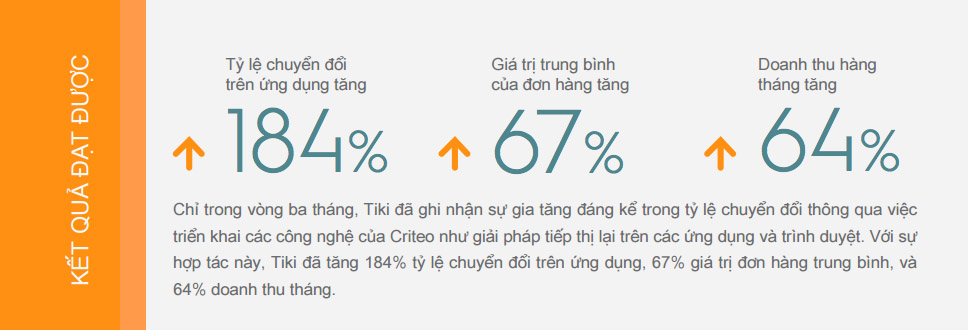 KẾT QUẢ ĐẠT ĐƯỢC
Tỷ lệ chuyển đổi
trên ứng dụng tăng
184%
Giá trị trung bình
của đơn hàng tăng
67%
Doanh thu hàng
tháng tăng
64%
Chỉ trong vòng ba tháng, Tiki đã ghi nhận sự gia tăng đáng kể trong tỷ lệ chuyển đổi thông qua việc
triển khai các công nghệ của Criteo như giải pháp tiếp thị lại trên các ứng dụng và trình duyệt. Với sự
hợp tác này, Tiki đã tăng 184% tỷ lệ chuyển đổi trên ứng dụng, 67% giá trị đơn hàng trung bình, và
64% doanh thu tháng.